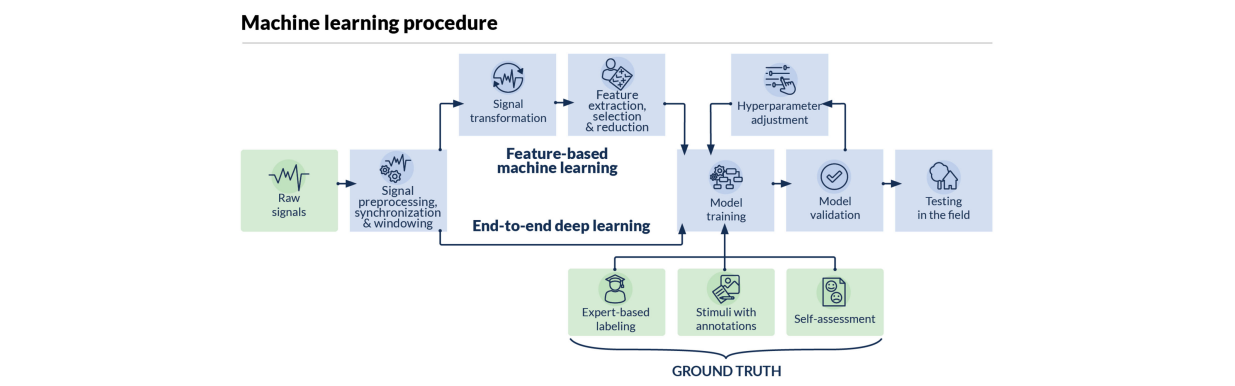 Machine learning procedure
Signal
transformation
Feature
extraction,
selection
& reduction
Hyperparameter
adjustment
Feature-based
machine learning
Raw
signals
Signal
preprocessing,
synchronization
& windowing
Model
training
Model
validation
Testing
in the field
End-to-end deep learning
Expert-based
labeling
Stimuli with
annotations
Self-assessment
GROUND TRUTH